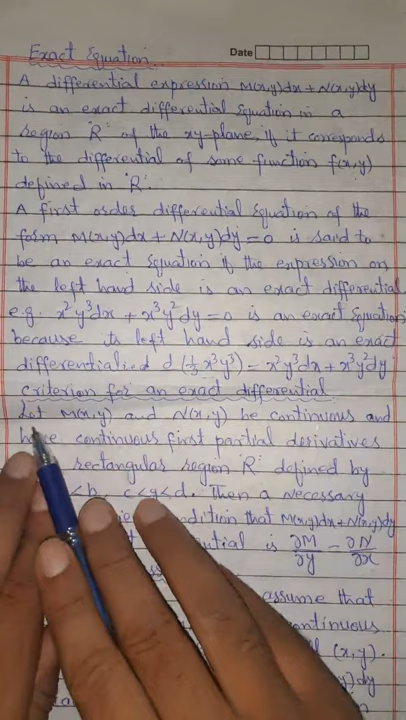 Exact Equation.
Date
A differential expression M(x,y)dx + N(x,y)dy
is an exact differential Equation in a
region 'R' of the xy-plane, if it corresponds
to the differential of some function f(x,y)
defined in 'R'.
A first order differential Equation of the
form M(x,y)dx + N(x,y)dy = 0 is said to
be an exact Equation if the expression on
the left hand side is an exact differential.
e.g. x²y³dx + x³y²dy = 0 is an exact Equation
because its left hand side is an exact
differential i.e d(⅓x³y³) = x²y³dx + x³y²dy
criterion for an exact differential
Let M(x,y) and N(x,y) be continuous and
have continuous first partial derivatives
rectangular region 'R' defined by
<b, c<y<d. Then a necessary
condition that M(x,y)dx + N(x,y)dy
is ∂M/∂y = ∂N/∂x
assume that
continuous
(x,y).
y)dy